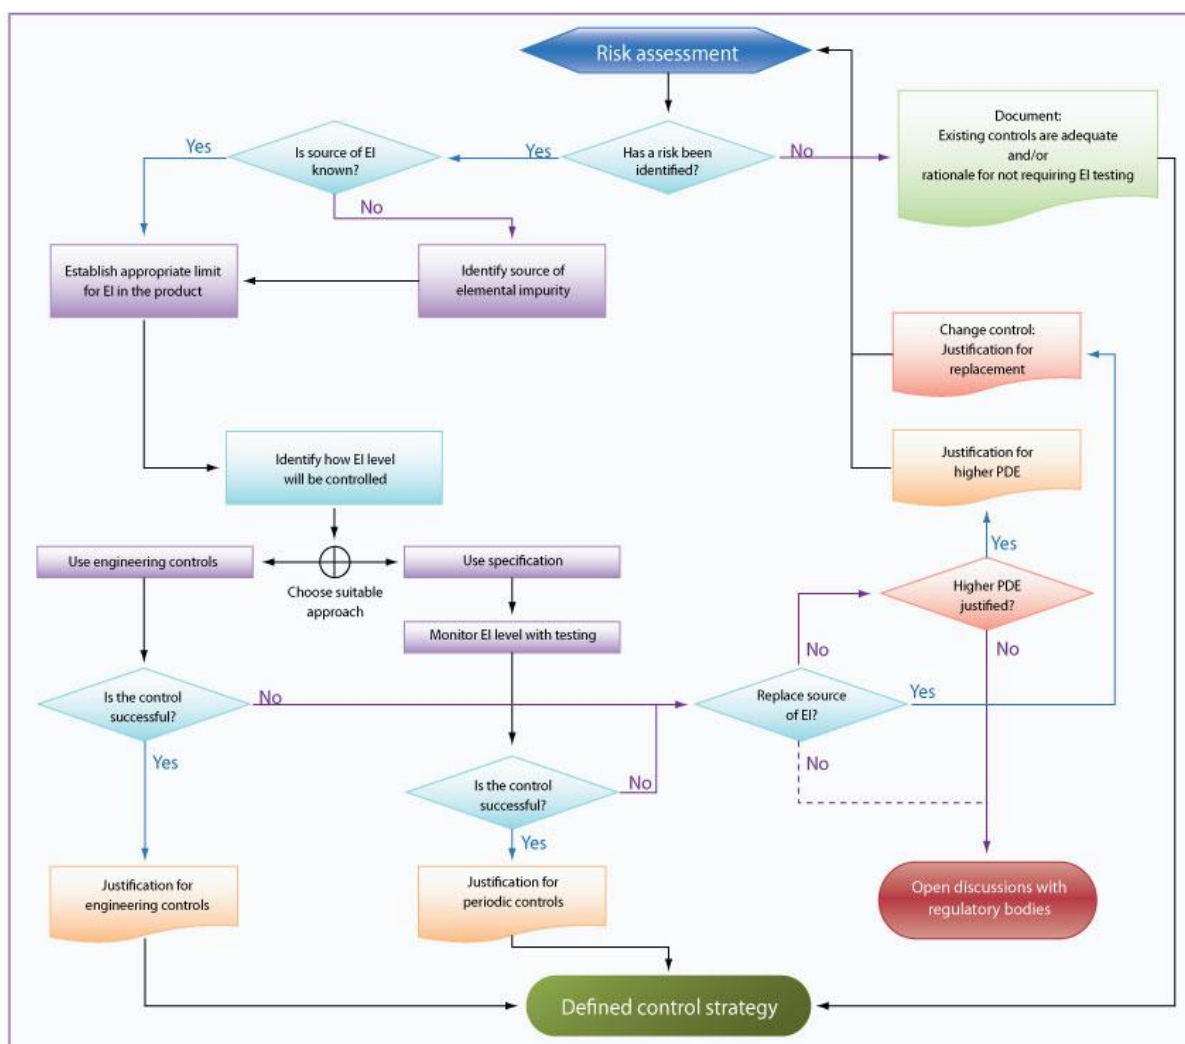 Risk assessment
Document:
Existing controls are adequate
and/or
rationale for not requiring EI testing
Yes
Is source of EI
known?
Yes
Has a risk been
identified?
No
No
Establish appropriate limit
for EI in the product
Identify source of
elemental impurity
Change control:
Justification for
replacement
Identify how EI level
will be controlled
Justification for
higher PDE
Yes
Use engineering controls
Choose suitable
approach
Use specification
Higher PDE
justified?
Monitor EI level with testing
No
No
Is the control
successful?
No
Replace source
of EI?
Yes
Yes
No
Is the control
successful?
No
Yes
Justification for
engineering controls
Justification for
periodic controls
Open discussions with
regulatory bodies
Defined control strategy